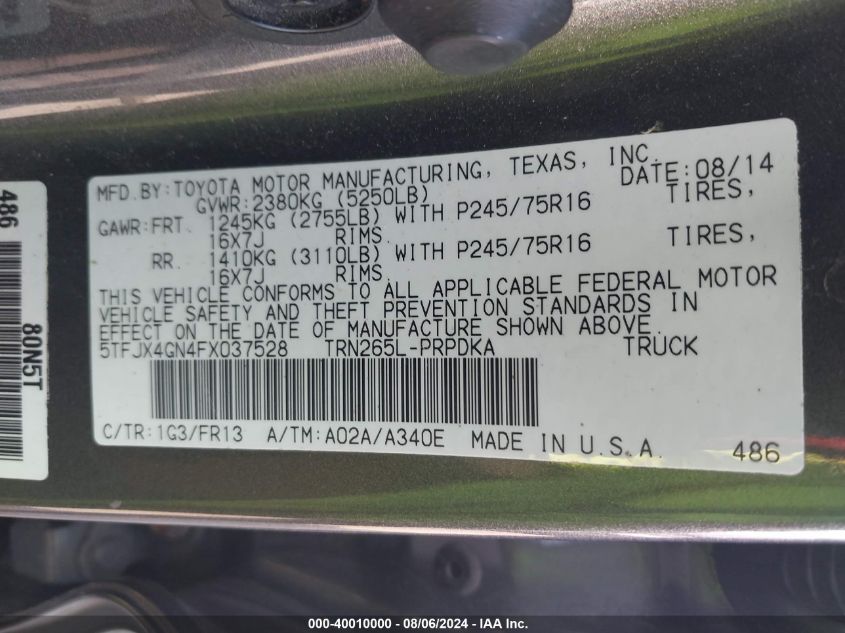 486
80N5T
MFD. BY: TOYOTA MOTOR MANUFACTURING, TEXAS, INC.
GVWR: 2380KG (5250LB) DATE: 08/14
GAWR: FRT. 1245KG (2755LB) WITH P245/75R16 TIRES,
16X7J RIMS
RR. 1410KG (3110LB) WITH P245/75R16 TIRES,
16X7J RIMS
THIS VEHICLE CONFORMS TO ALL APPLICABLE FEDERAL MOTOR
VEHICLE SAFETY AND THEFT PREVENTION STANDARDS IN
EFFECT ON THE DATE OF MANUFACTURE SHOWN ABOVE.
5TFJX4GN4FX037528 TRN265L-PRPDKA TRUCK
C/TR: 1G3/FR13 A/TM: A02A/A340E MADE IN U.S.A.
486
000-40010000 - 08/06/2024 - IAA Inc.